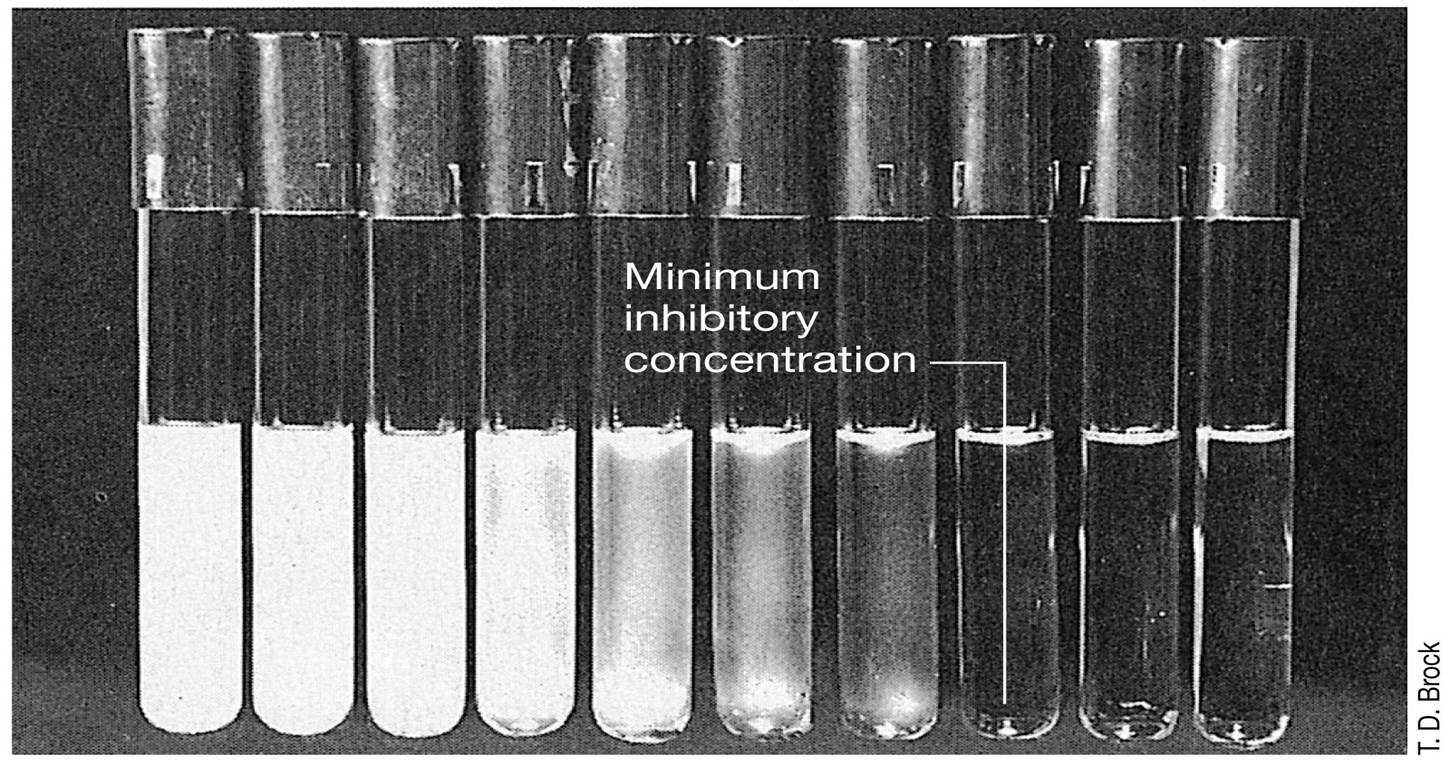 Minimum
inhibitory
concentration
T. D. Brock